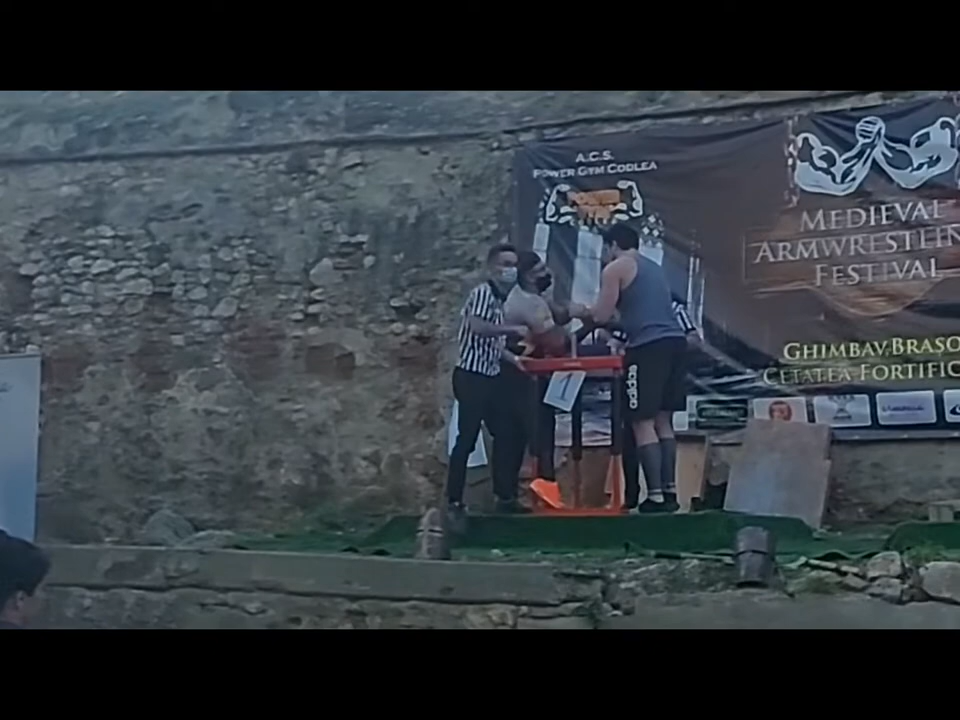 A.C.S.
POWER GYM CODLEA
MEDIEVAL
ARMWRESTLIN
FESTIVAL
GHIMBAV,BRASO
CETATEA FORTIFIC
adidas
1